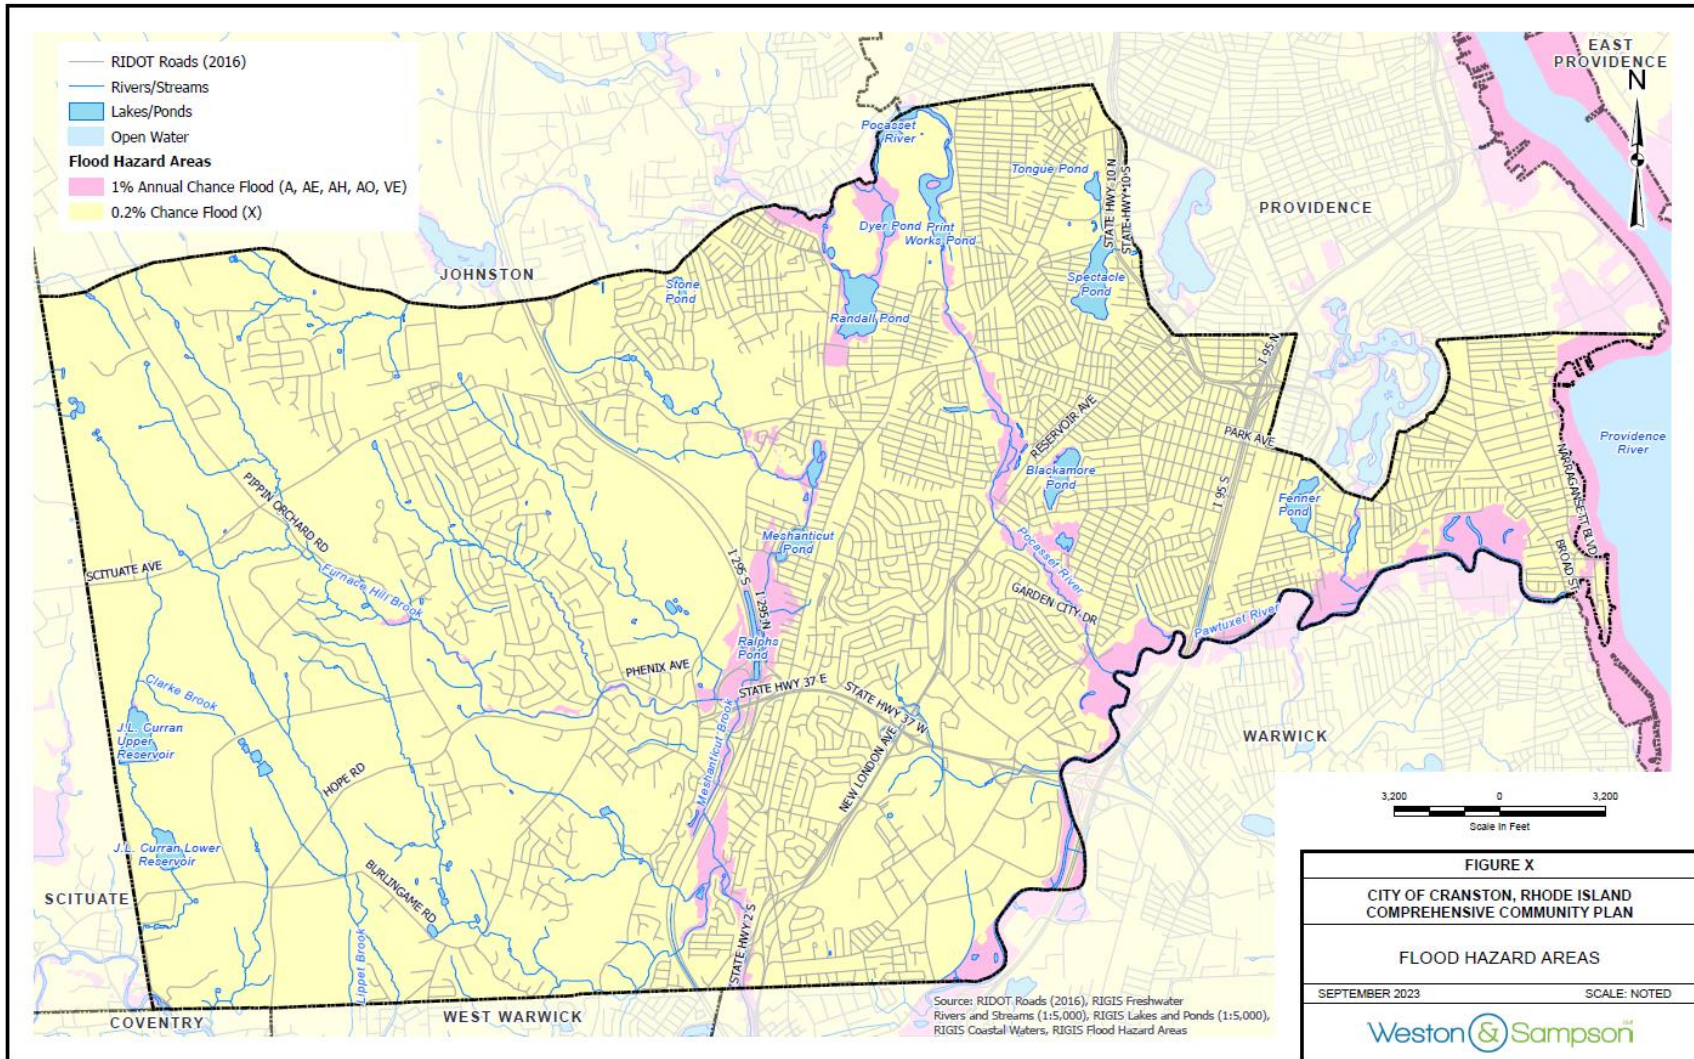 RIDOT Roads (2016)
Rivers/Streams
Lakes/Ponds
Open Water
Flood Hazard Areas
1% Annual Chance Flood (A, AE, AH, AO, VE)
0.2% Chance Flood (X)
EAST
PROVIDENCE
N
Pocasset
River
Tongue Pond
STATE HWY 10 N
STATE HWY 10 S
PROVIDENCE
Dyer Pond
Print
Works Pond
JOHNSTON
Stone
Pond
Spectacle
Pond
Randall Pond
I 95 N
RESERVOIR AVE
PARK AVE
Providence
River
NARRAGANSETT BLVD
Blackamore
Pond
PIPPIN ORCHARD RD
I 95 S
Fenner
Pond
Meshanticut
Pond
BROAD ST
SCITUATE AVE
Furnace Hill Brook
I 295 S
I 295 N
Pocasset River
GARDEN CITY DR
Pawtuxet River
Ralphs
Pond
PHENIX AVE
Clarke Brook
STATE HWY 37 E
STATE HWY 37 W
J.L. Curran
Upper
Reservoir
Meshanticut Brook
WARWICK
HOPE RD
NEW LONDON AVE
3,200
0
3,200
Scale In Feet
J.L. Curran Lower
Reservoir
BURLINGAME RD
SCITUATE
STATE HWY 2 S
Lippet Brook
COVENTRY
WEST WARWICK
Source: RIDOT Roads (2016), RIGIS Freshwater
Rivers and Streams (1:5,000), RIGIS Lakes and Ponds (1:5,000),
RIGIS Coastal Waters, RIGIS Flood Hazard Areas
FIGURE X
CITY OF CRANSTON, RHODE ISLAND
COMPREHENSIVE COMMUNITY PLAN
FLOOD HAZARD AREAS
SEPTEMBER 2023
SCALE: NOTED
Weston & Sampson